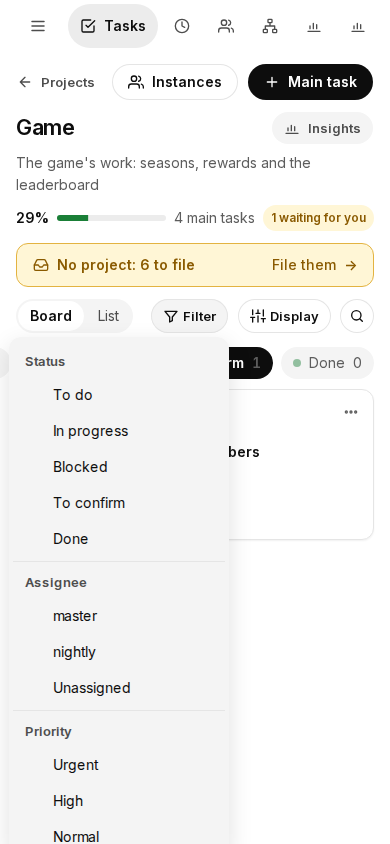 Tasks
Projects
Instances
Main task
Game
Insights
The game's work: seasons, rewards and the
leaderboard
29%
4 main tasks
1 waiting for you
No project: 6 to file
File them
Board
List
Filter
Display
1
Done 0
Status
To do
In progress
Blocked
To confirm
Done
Assignee
master
nightly
Unassigned
Priority
Urgent
High
Normal